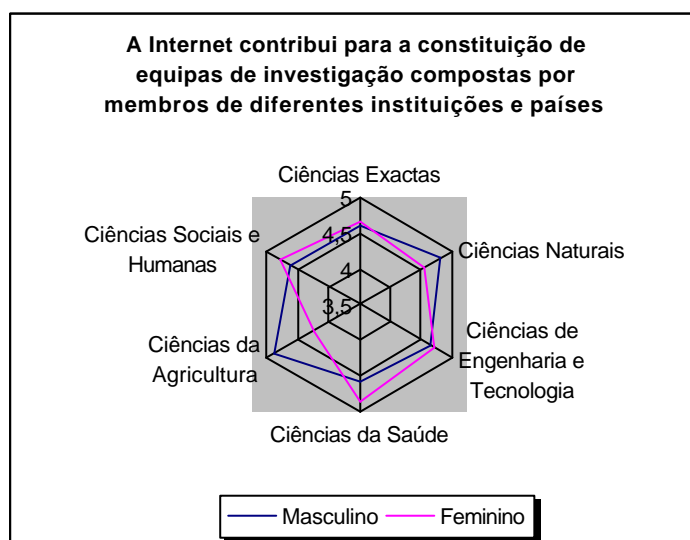 A Internet contribui para a constituição de
equipas de investigação compostas por
membros de diferentes instituições e países
Ciências Exactas
5
4,5
4
3,5
Ciências Sociais e
Humanas
Ciências Naturais
Ciências da
Agricultura
Ciências de
Engenharia e
Tecnologia
Ciências da Saúde
Masculino
Feminino